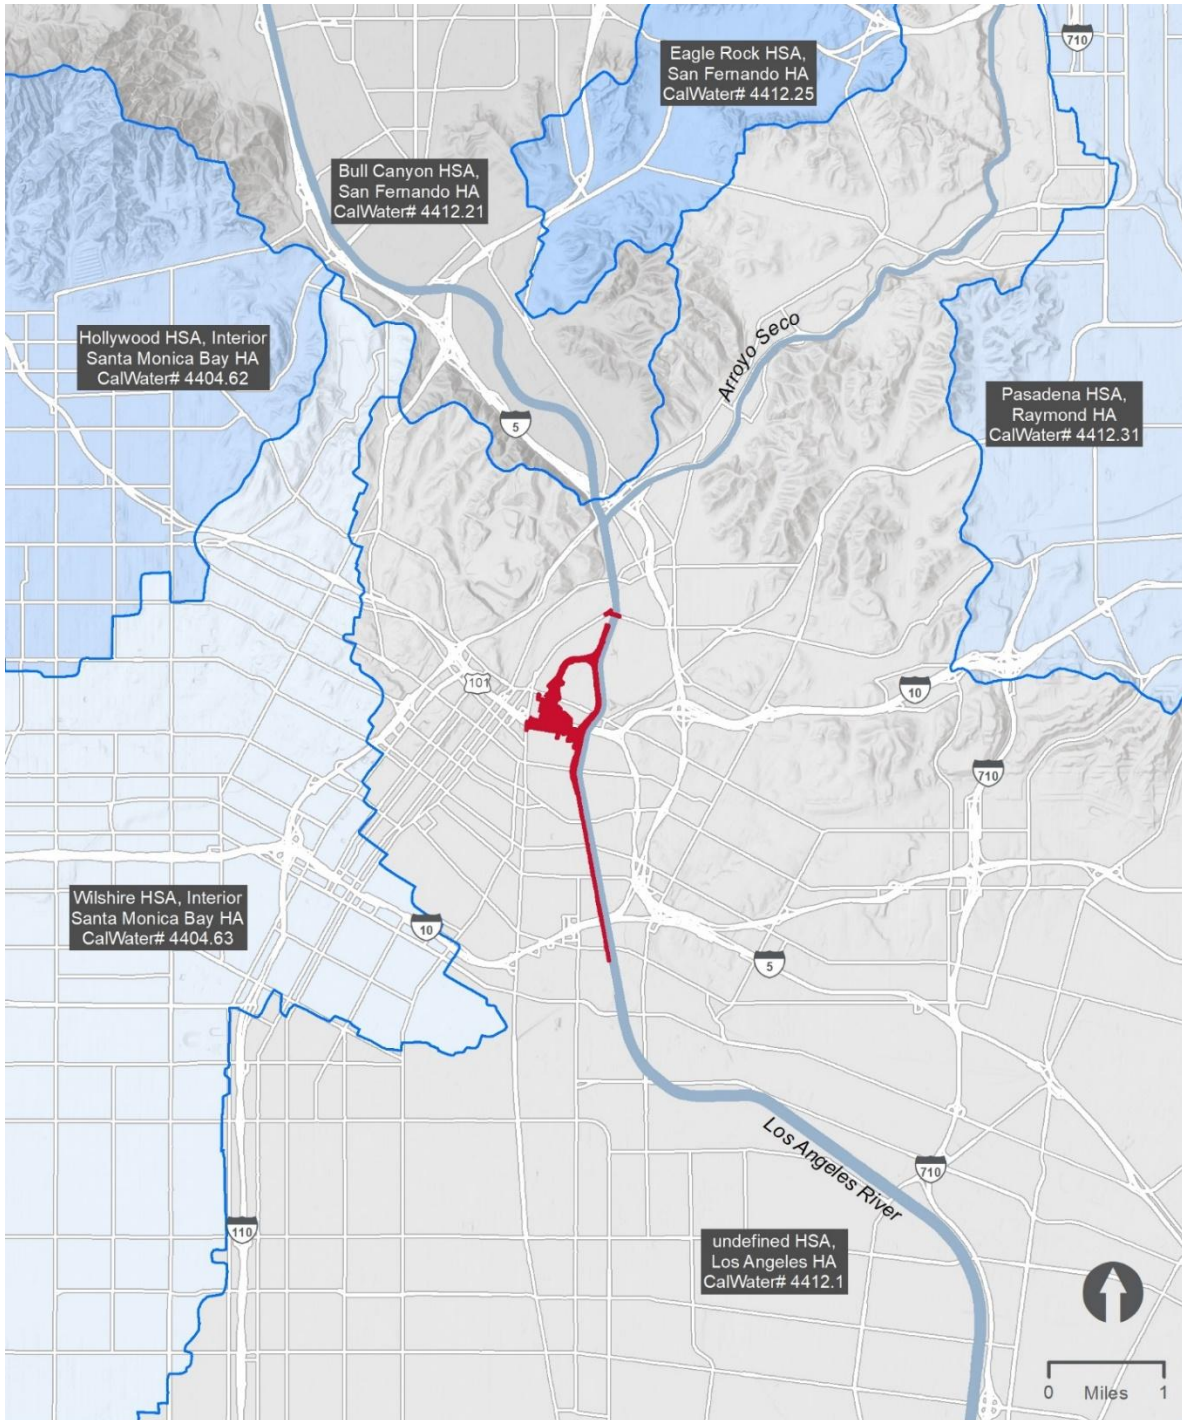 710
Eagle Rock HSA,
San Fernando HA
CalWater# 4412.25
Bull Canyon HSA,
San Fernando HA
CalWater# 4412.21
Hollywood HSA, Interior
Santa Monica Bay HA
CalWater# 4404.62
Arroyo Seco
Pasadena HSA,
Raymond HA
CalWater# 4412.31
5
101
10
710
Wilshire HSA, Interior
Santa Monica Bay HA
CalWater# 4404.63
10
5
Los Angeles River
710
110
undefined HSA,
Los Angeles HA
CalWater# 4412.1
0 Miles 1